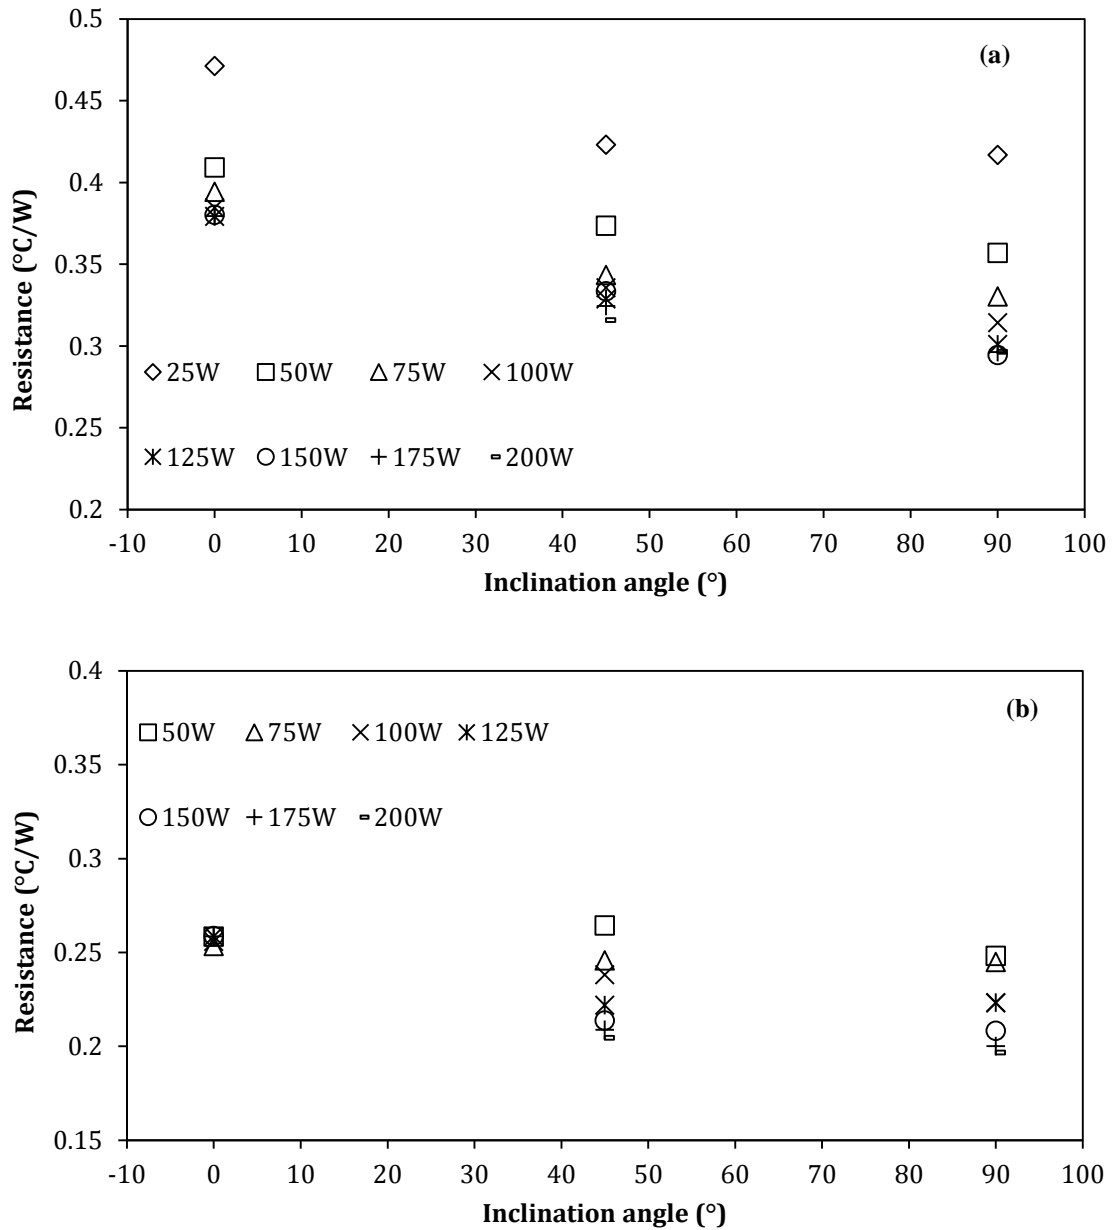 0.5
(a)
0.45
0.4
0.35
0.3
0.25
0.2
Resistance (°C/W)
25W 50W 75W 100W
125W 150W 175W 200W
-10 0 10 20 30 40 50 60 70 80 90 100
Inclination angle (°)
0.4
(b)
0.35
0.3
0.25
0.2
0.15
Resistance (°C/W)
50W 75W 100W 125W
150W 175W 200W
-10 0 10 20 30 40 50 60 70 80 90 100
Inclination angle (°)